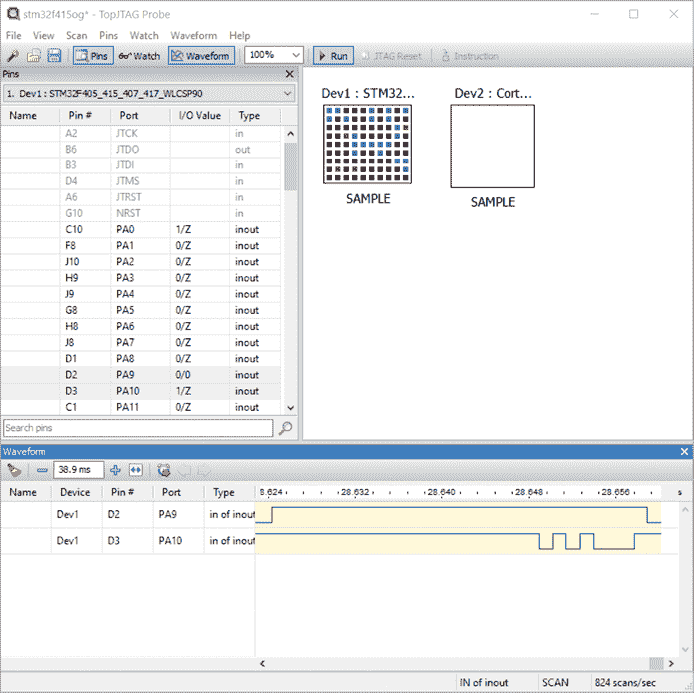 stm32f415og* - TopJTAG Probe
File View Scan Pins Watch Waveform Help
Pins Watch Waveform 100% Run JTAG Reset Instruction
Pins
1. Dev1 : STM32F405_415_407_417_WLCSP90
Name Pin # Port I/O Value Type
A2 JTCK in
B6 JTDO out
B3 JTDI in
D4 JTMS in
A6 JTRST in
G10 NRST in
C10 PA0 1/Z inout
F8 PA1 0/Z inout
J10 PA2 0/Z inout
H9 PA3 0/Z inout
J9 PA4 0/Z inout
G8 PA5 0/Z inout
H8 PA6 0/Z inout
J8 PA7 0/Z inout
D1 PA8 0/Z inout
D2 PA9 0/0 inout
D3 PA10 1/Z inout
C1 PA11 0/Z inout
Search pins
Dev1 : STM32... Dev2 : Cort...
SAMPLE SAMPLE
Waveform
38.9 ms
Name Device Pin # Port Type 8.624 28.632 28.640 28.648 28.656 s
Dev1 D2 PA9 in of inout
Dev1 D3 PA10 in of inout
IN of inout SCAN 824 scans/sec